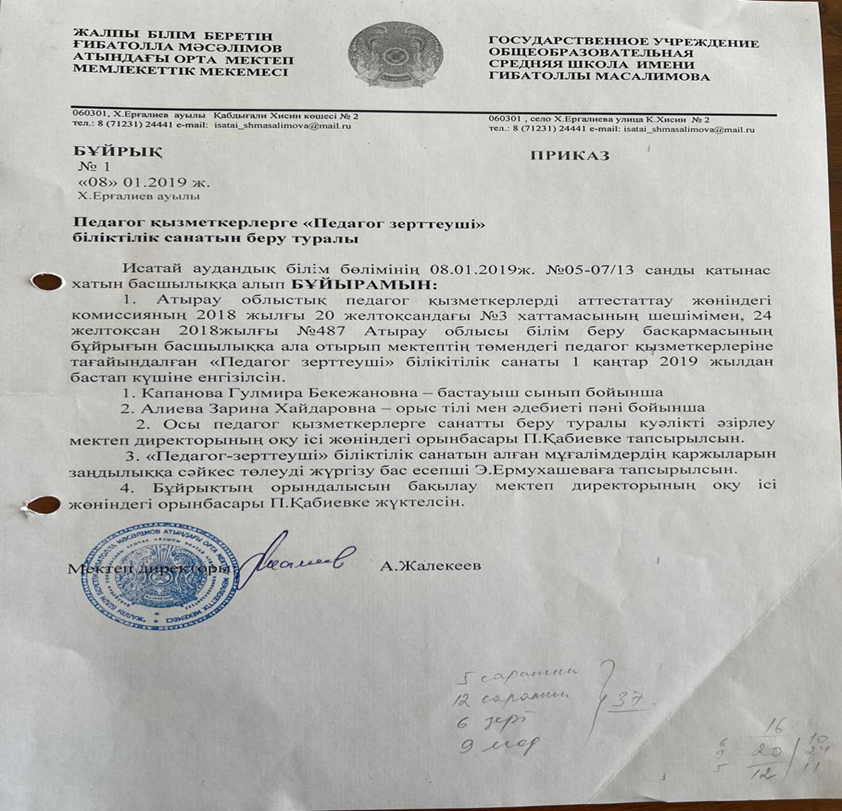 ЖАЛПЫ БІЛІМ БЕРЕТІН
ҒИБАТОЛЛА МӘСӘЛІМОВ
АТЫНДАҒЫ ОРТА МЕКТЕП
МЕМЛЕКЕТТІК МЕКЕМЕСІ
ГОСУДАРСТВЕННОЕ УЧРЕЖДЕНИЕ
ОБЩЕОБРАЗОВАТЕЛЬНАЯ
СРЕДНЯЯ ШКОЛА ИМЕНИ
ГИБАТОЛЛЫ МАСАЛИМОВА
060301, Х.Ерғалиев ауылы Қабдығали Хисин көшесі № 2
тел.: 8 (71231) 24441 e-mail: isatai_shmasalimova@mail.ru
060301 , село Х.Ергалиева улица К.Хисин № 2
тел.: 8 (71231) 24441 e-mail: isatai_shmasalimova@mail.ru
БҰЙРЫҚ
ПРИКАЗ
№ 1
«08» 01.2019 ж.
Х.Ерғалиев ауылы
Педагог қызметкерлерге «Педагог зерттеуші»
біліктілік санатын беру туралы
Исатай аудандық білім бөлімінің 08.01.2019ж. №05-07/13 санды қатынас
хатын басшылыққа алып БҰЙЫРАМЫН:
1. Атырау облыстық педагог қызметкерлерді аттестаттау жөніндегі
комиссияның 2018 жылғы 20 желтоқсандағы №3 хаттамасының шешімімен, 24
желтоқсан 2018жылғы №487 Атырау облысы білім беру басқармасының
бұйрығын басшылыққа ала отырып мектептің төмендегі педагог қызметкерлеріне
тағайындалған «Педагог зерттеуші» білікітілік санаты 1 қаңтар 2019 жылдан
бастап күшіне енгізілсін.
1. Капанова Гулмира Бекежановна – бастауыш сынып бойынша
2. Алиева Зарина Хайдаровна – орыс тілі мен әдебиеті пәні бойынша
2. Осы педагог қызметкерлерге санатты беру туралы куәлікті әзірлеу
мектеп директорының оқу ісі жөніндегі орынбасары П.Қабиевке тапсырылсын.
3. «Педагог-зерттеуші» біліктілік санатын алған мұғалімдердің қаржыларын
заңдылыққа сәйкес төлеуді жүргізу бас есепші Э.Ермухашеваға тапсырылсын.
4. Бұйрықтың орындалысын бақылау мектеп директорының оқу ісі
жөніндегі орынбасары П.Қабиевке жүктелсін.
Мектеп директоры
А.Жалекеев
5 сарапшы
12 сарапшы
37
6 зерт
9 мод
16
6
20
10
9
12
24
5
11